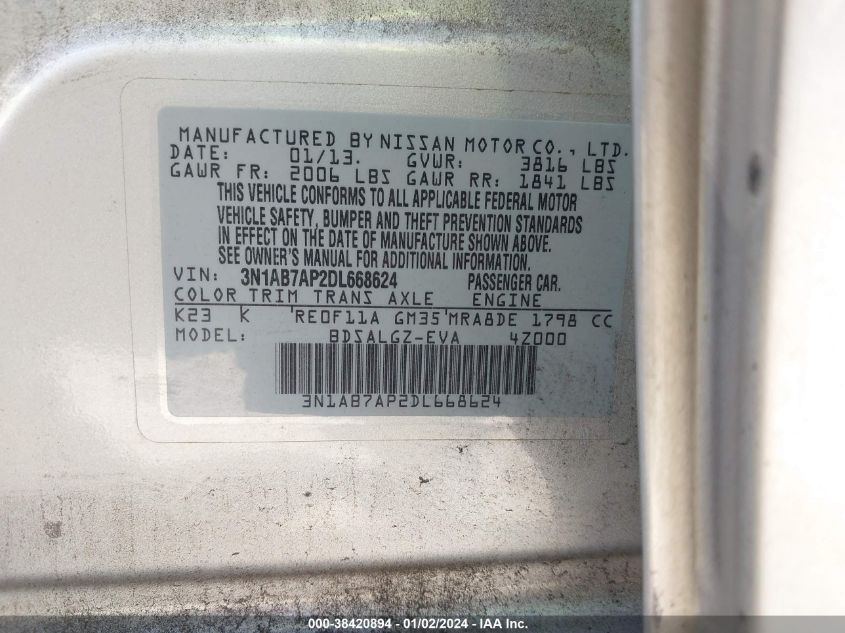 MANUFACTURED BY NISSAN MOTOR CO., LTD.
DATE: 01/13. GVWR: 3816 LBS
GAWR FR: 2006 LBS GAWR RR: 1841 LBS
THIS VEHICLE CONFORMS TO ALL APPLICABLE FEDERAL MOTOR
VEHICLE SAFETY, BUMPER AND THEFT PREVENTION STANDARDS
IN EFFECT ON THE DATE OF MANUFACTURE SHOWN ABOVE.
SEE OWNER'S MANUAL FOR ADDITIONAL INFORMATION.
VIN: 3N1AB7AP2DL668624 PASSENGER CAR.
COLOR TRIM TRANS AXLE ENGINE
K23 K 'RE0F11A GM35'MRA8DE 1798 CC
MODEL: BDSALGZ-EVA 4Z000
3N1AB7AP2DL668624
000-38420894 - 01/02/2024 - IAA Inc.